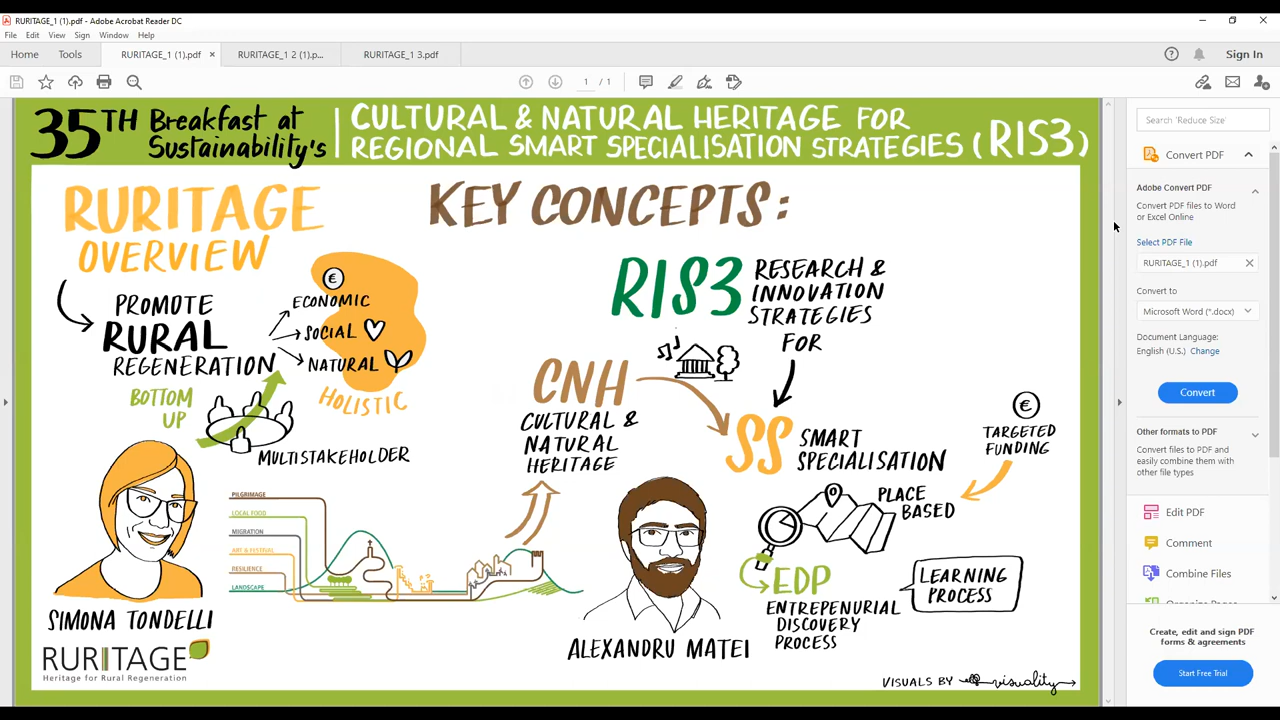 RURITAGE_1 (1).pdf - Adobe Acrobat Reader DC
File Edit View Sign Window Help
Home Tools RURITAGE_1 (1).pdf × RURITAGE_1 2 (1).p... RURITAGE_1 3.pdf Sign In
1 / 1
35TH Breakfast at Sustainability's
CULTURAL & NATURAL HERITAGE FOR
REGIONAL SMART SPECIALISATION STRATEGIES (RIS3)
RURITAGE
OVERVIEW
PROMOTE
RURAL
REGENERATION
€
ECONOMIC
SOCIAL
NATURAL
HOLISTIC
BOTTOM
UP
MULTISTAKEHOLDER
PILGRIMAGE
LOCAL FOOD
MIGRATION
ART & FESTIVAL
RESILIENCE
LANDSCAPE
SIMONA TONDELLI
RURITAGE
Heritage for Rural Regeneration
KEY CONCEPTS:
RIS3
RESEARCH &
INNOVATION
STRATEGIES
FOR
CNH
CULTURAL &
NATURAL
HERITAGE
SS
SMART
SPECIALISATION
€
TARGETED
FUNDING
PLACE
BASED
EDP
ENTREPENURIAL
DISCOVERY
PROCESS
LEARNING
PROCESS
ALEXANDRU MATEI
VISUALS BY visuality
Search 'Reduce Size'
Convert PDF
Adobe Convert PDF
Convert PDF files to Word
or Excel Online
Select PDF File
RURITAGE_1 (1).pdf
Convert to
Microsoft Word (*.docx)
Document Language:
English (U.S.) Change
Convert
Other formats to PDF
Convert files to PDF and
easily combine them with
other file types
Edit PDF
Comment
Combine Files
Create, edit and sign PDF
forms & agreements
Start Free Trial